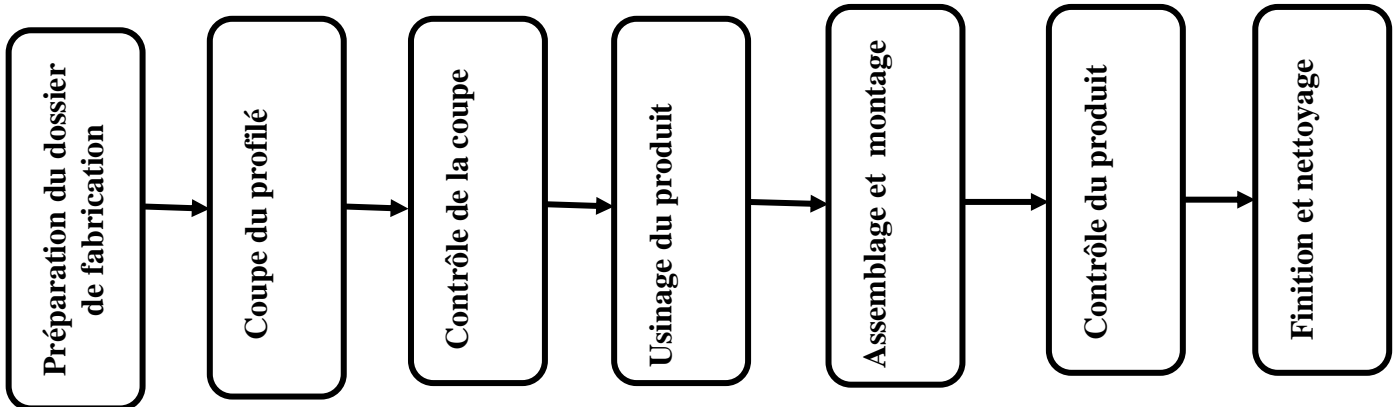 Préparation du dossier
de fabrication
Coupe du profilé
Contrôle de la coupe
Usinage du produit
Assemblage et montage
Contrôle du produit
Finition et nettoyage